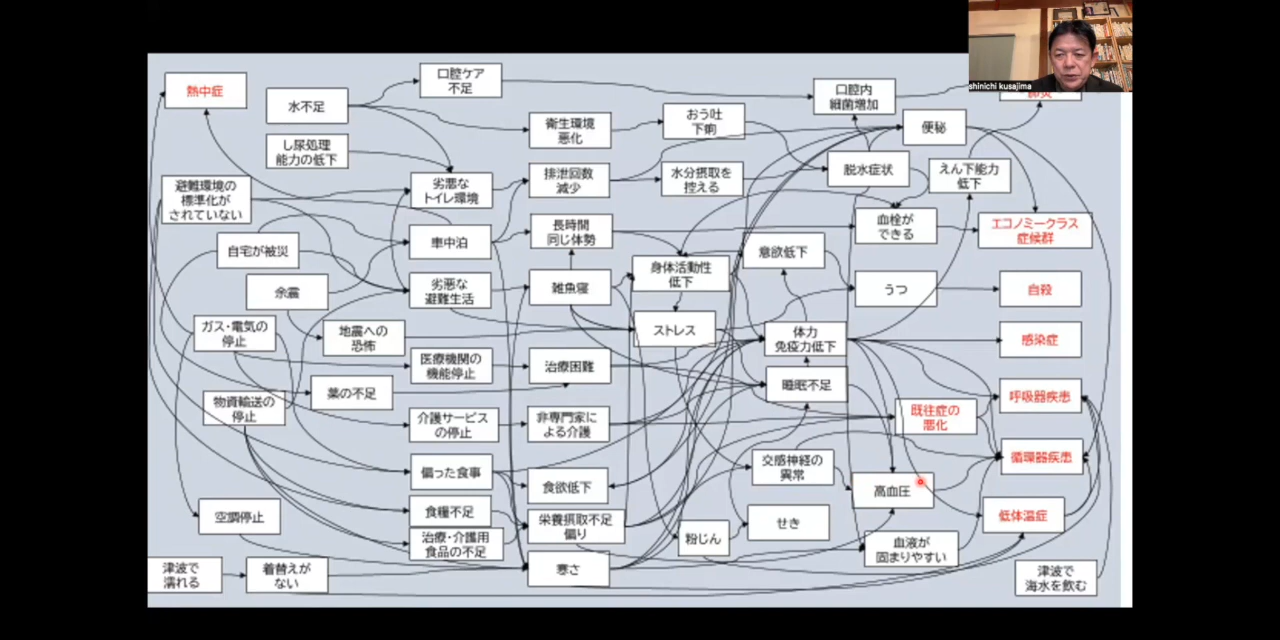 shinichi kusajima
熱中症
水不足
し尿処理
能力の低下
避難環境の
標準化が
されていない
自宅が被災
余震
ガス・電気の
停止
地震への
恐怖
物資輸送の
停止
薬の不足
空調停止
津波で
濡れる
着替えが
ない
口腔ケア
不足
劣悪な
トイレ環境
車中泊
劣悪な
避難生活
医療機関の
機能停止
介護サービス
の停止
偏った食事
食糧不足
治療・介護用
食品の不足
衛生環境
悪化
排泄回数
減少
長時間
同じ体勢
雑魚寝
治療困難
非専門家に
よる介護
食欲低下
栄養摂取不足
偏り
寒さ
おう吐
下痢
水分摂取を
控える
身体活動性
低下
ストレス
粉じん
口腔内
細菌増加
便秘
脱水症状
えん下能力
低下
血栓が
できる
意欲低下
うつ
体力
免疫力低下
睡眠不足
既往症の
悪化
交感神経の
異常
高血圧
せき
血液が
固まりやすい
エコノミークラス
症候群
自殺
感染症
呼吸器疾患
循環器疾患
低体温症
津波で
海水を飲む